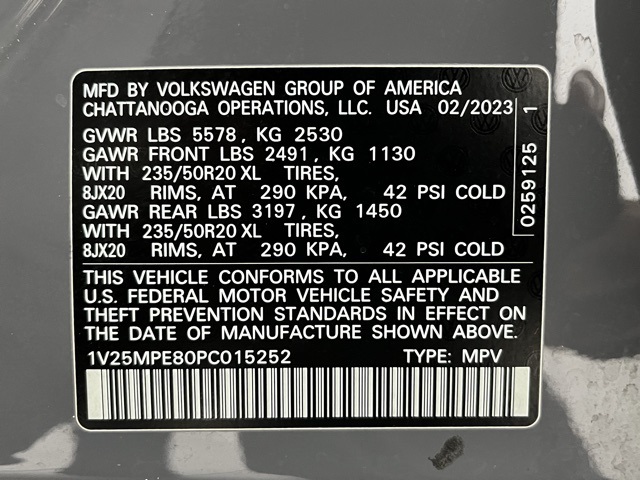 MFD BY VOLKSWAGEN GROUP OF AMERICA
CHATTANOOGA OPERATIONS, LLC. USA 02/2023
GVWR LBS 5578, KG 2530
GAWR FRONT LBS 2491, KG 1130
WITH 235/50R20 XL TIRES,
8JX20 RIMS, AT 290 KPA, 42 PSI COLD
GAWR REAR LBS 3197, KG 1450
WITH 235/50R20 XL TIRES,
8JX20 RIMS, AT 290 KPA, 42 PSI COLD
THIS VEHICLE CONFORMS TO ALL APPLICABLE
U.S. FEDERAL MOTOR VEHICLE SAFETY AND
THEFT PREVENTION STANDARDS IN EFFECT ON
THE DATE OF MANUFACTURE SHOWN ABOVE.
1V25MPE80PC015252 TYPE: MPV
0259125 1